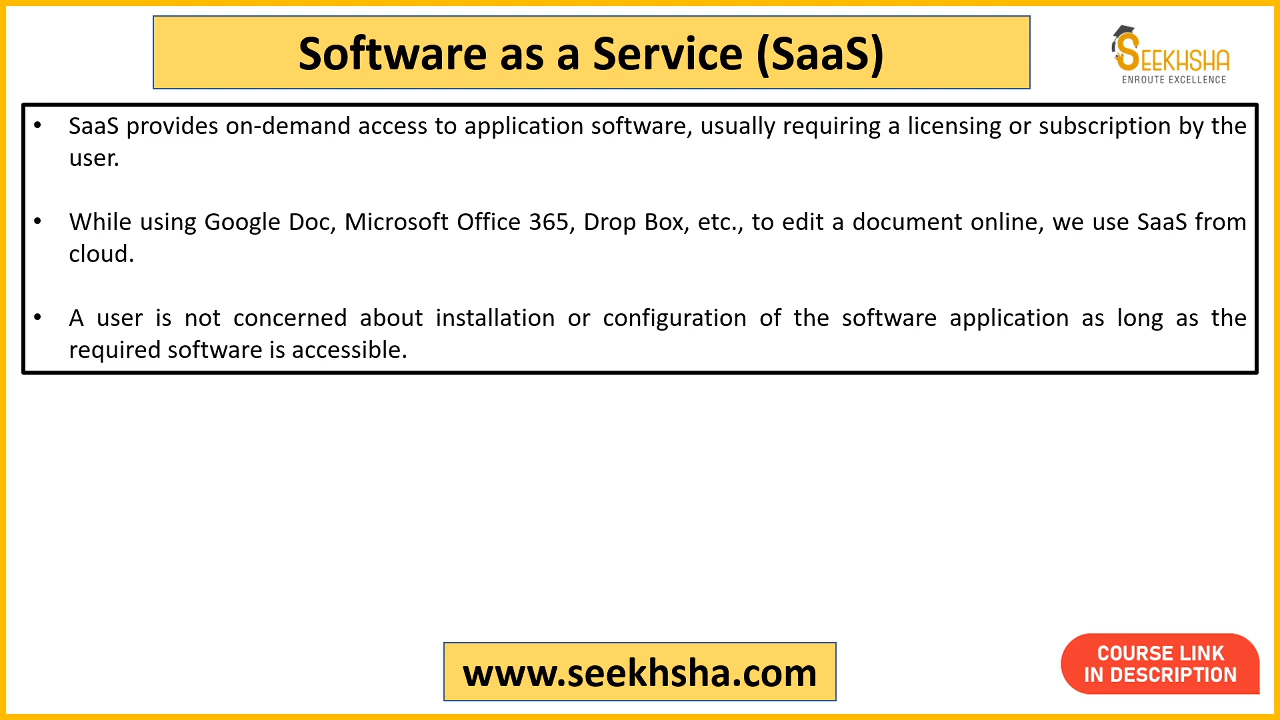 Software as a Service (SaaS)
SEEKHSHA
ENROUTE EXCELLENCE
• SaaS provides on-demand access to application software, usually requiring a licensing or subscription by the
user.
• While using Google Doc, Microsoft Office 365, Drop Box, etc., to edit a document online, we use SaaS from
cloud.
• A user is not concerned about installation or configuration of the software application as long as the
required software is accessible.
www.seekhsha.com
COURSE LINK
IN DESCRIPTION